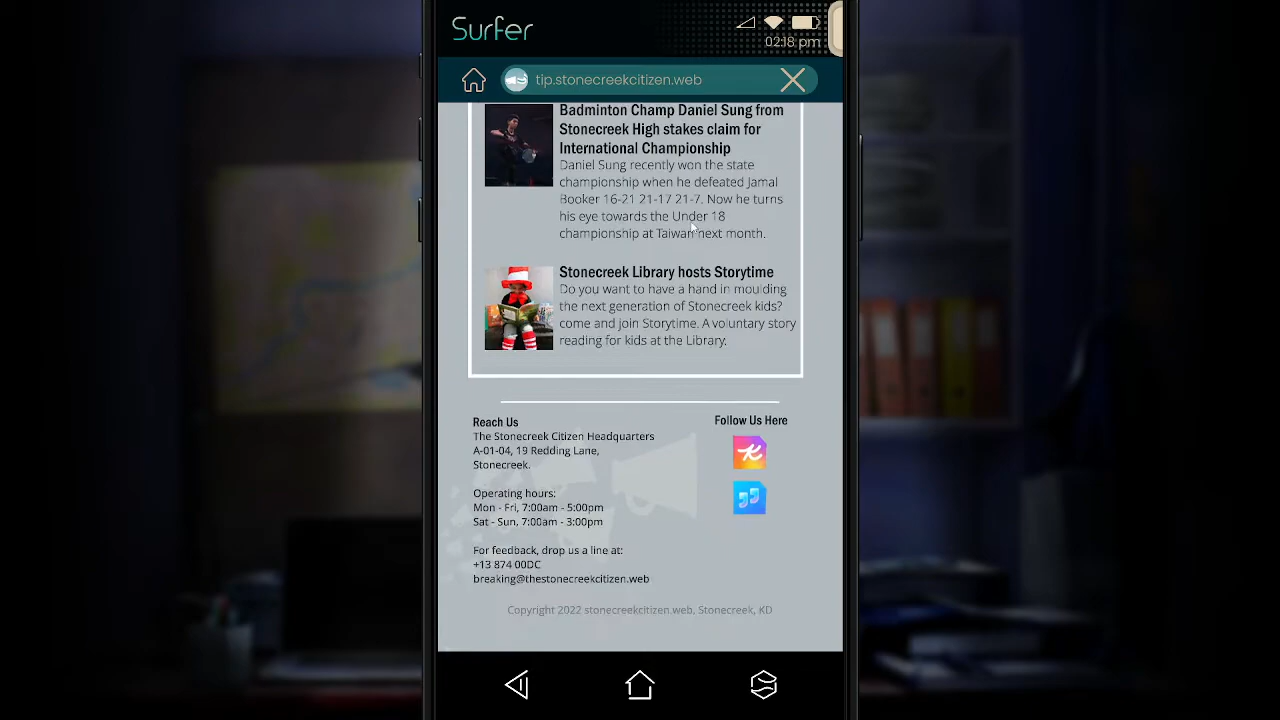 Surfer
02:18 pm
tip.stonecreekcitizen.web
Badminton Champ Daniel Sung from
Stonecreek High stakes claim for
International Championship
Daniel Sung recently won the state
championship when he defeated Jamal
Booker 16-21 21-17 21-7. Now he turns
his eye towards the Under 18
championship at Taiwan next month.
Stonecreek Library hosts Storytime
Do you want to have a hand in moulding
the next generation of Stonecreek kids?
come and join Storytime. A voluntary story
reading for kids at the Library.
Reach Us
The Stonecreek Citizen Headquarters
A-01-04, 19 Redding Lane,
Stonecreek.
Operating hours:
Mon - Fri, 7:00am - 5:00pm
Sat - Sun, 7:00am - 3:00pm
For feedback, drop us a line at:
+13 874 00DC
breaking@thestonecreekcitizen.web
Follow Us Here
Copyright 2022 stonecreekcitizen.web, Stonecreek, KD